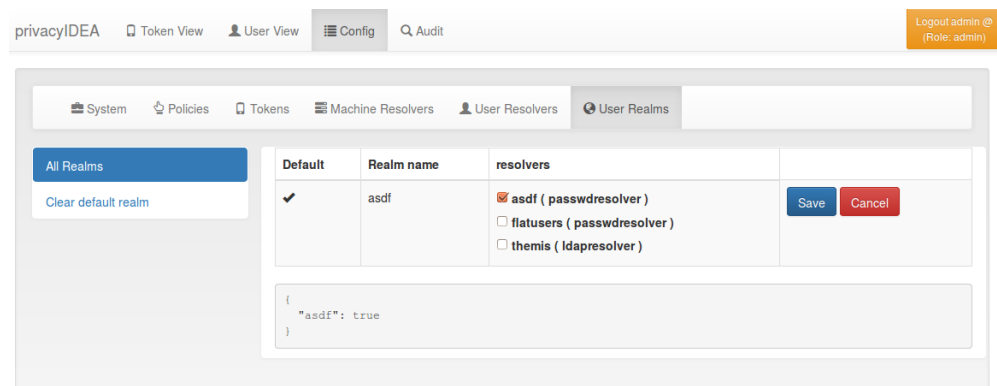 privacyIDEA Token View User View Config Audit Logout admin @
(Role: admin)
System Policies Tokens Machine Resolvers User Resolvers User Realms
All Realms
Clear default realm
Default Realm name resolvers
asdf asdf ( passwdresolver ) Save Cancel
flatusers ( passwdresolver )
themis ( ldapresolver )
{
"asdf": true
}